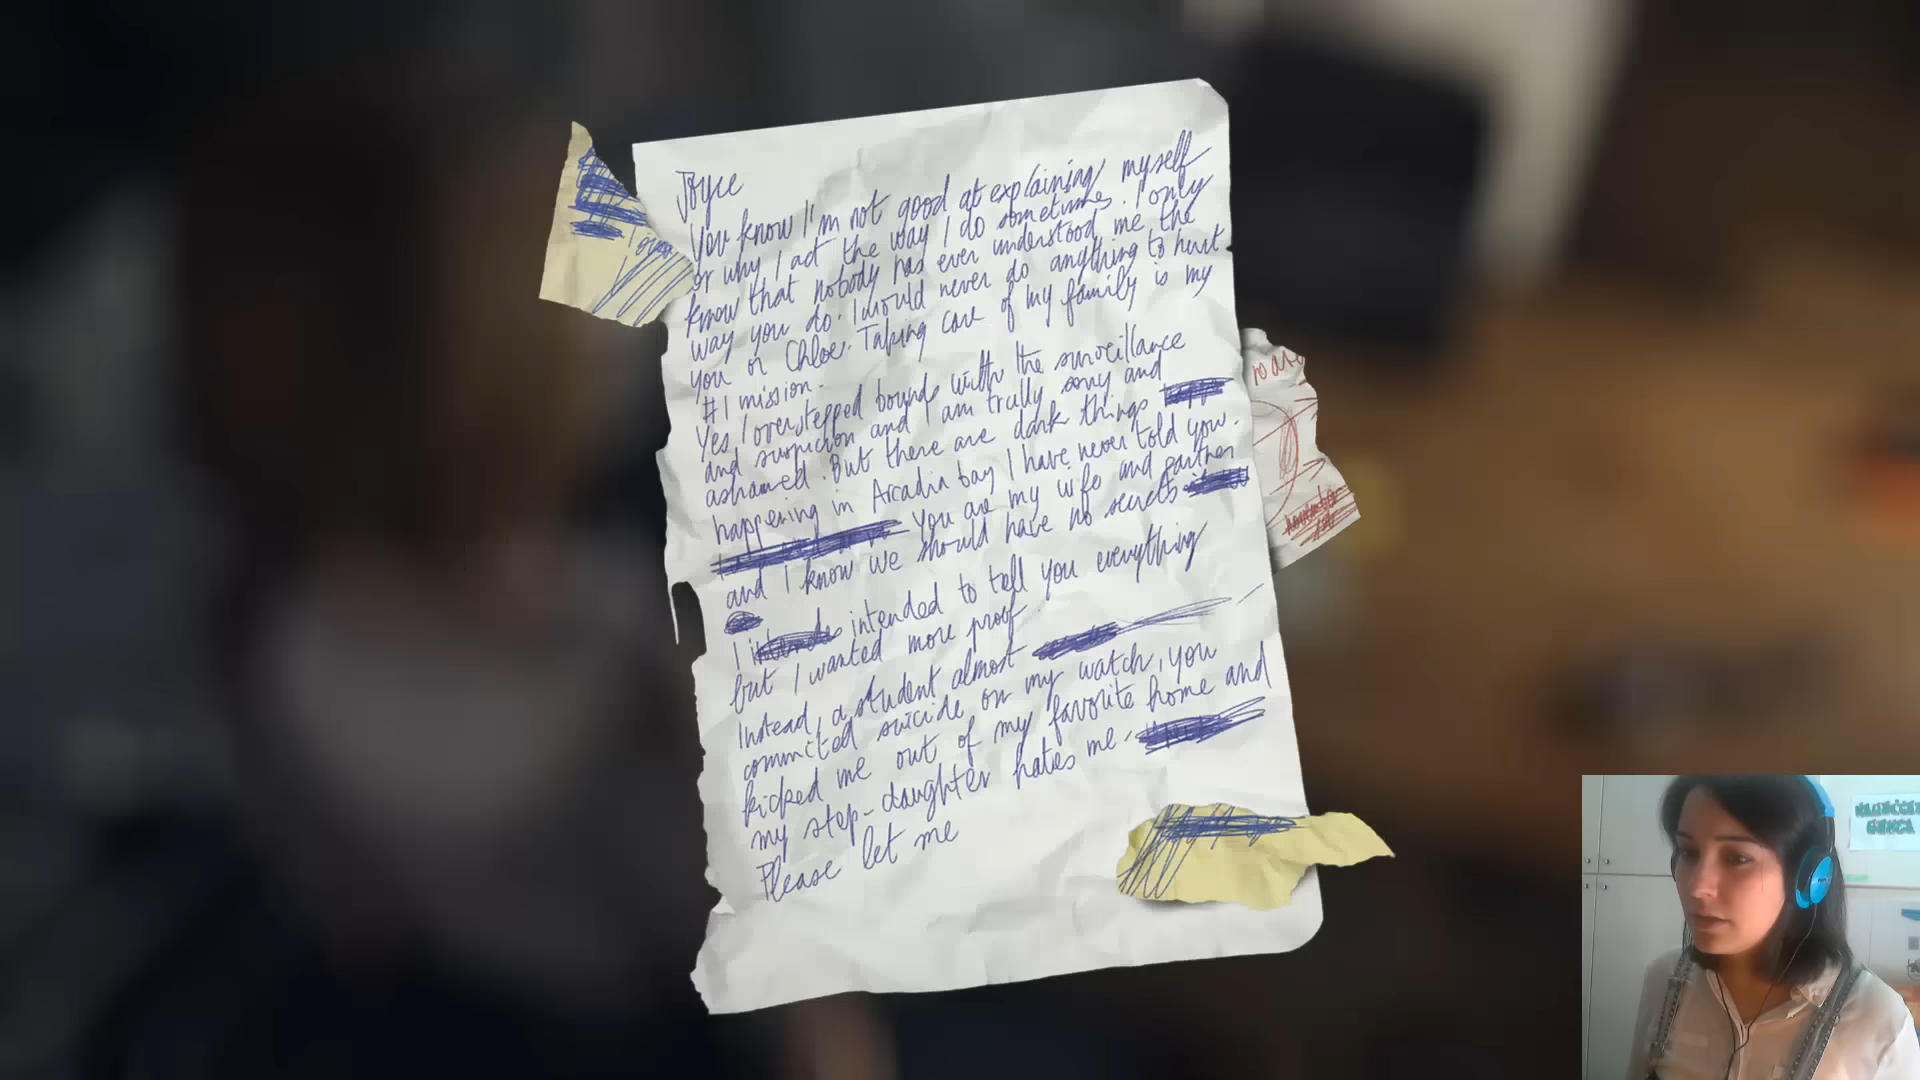 Joyce
You know I'm not good at explaining myself
or why I act the way I do sometimes. I only
know that nobody has ever understood me the
way you do. I would never do anything to hurt
you or Chloe. Taking care of my family is my
#1 mission.
Yes I overstepped bounds with the surveillance
and suspicion and I am trully sorry and
ashamed. But there are dark things
happening in Arcadia bay I have never told you.
You are my wife and partner
and I know we should have no secrets
I intended to tell you everything
but I wanted more proof.
Instead, a student almost
commited suicide on my watch, you
kicked me out of my favorite home and
my step-daughter hates me.
Please let me